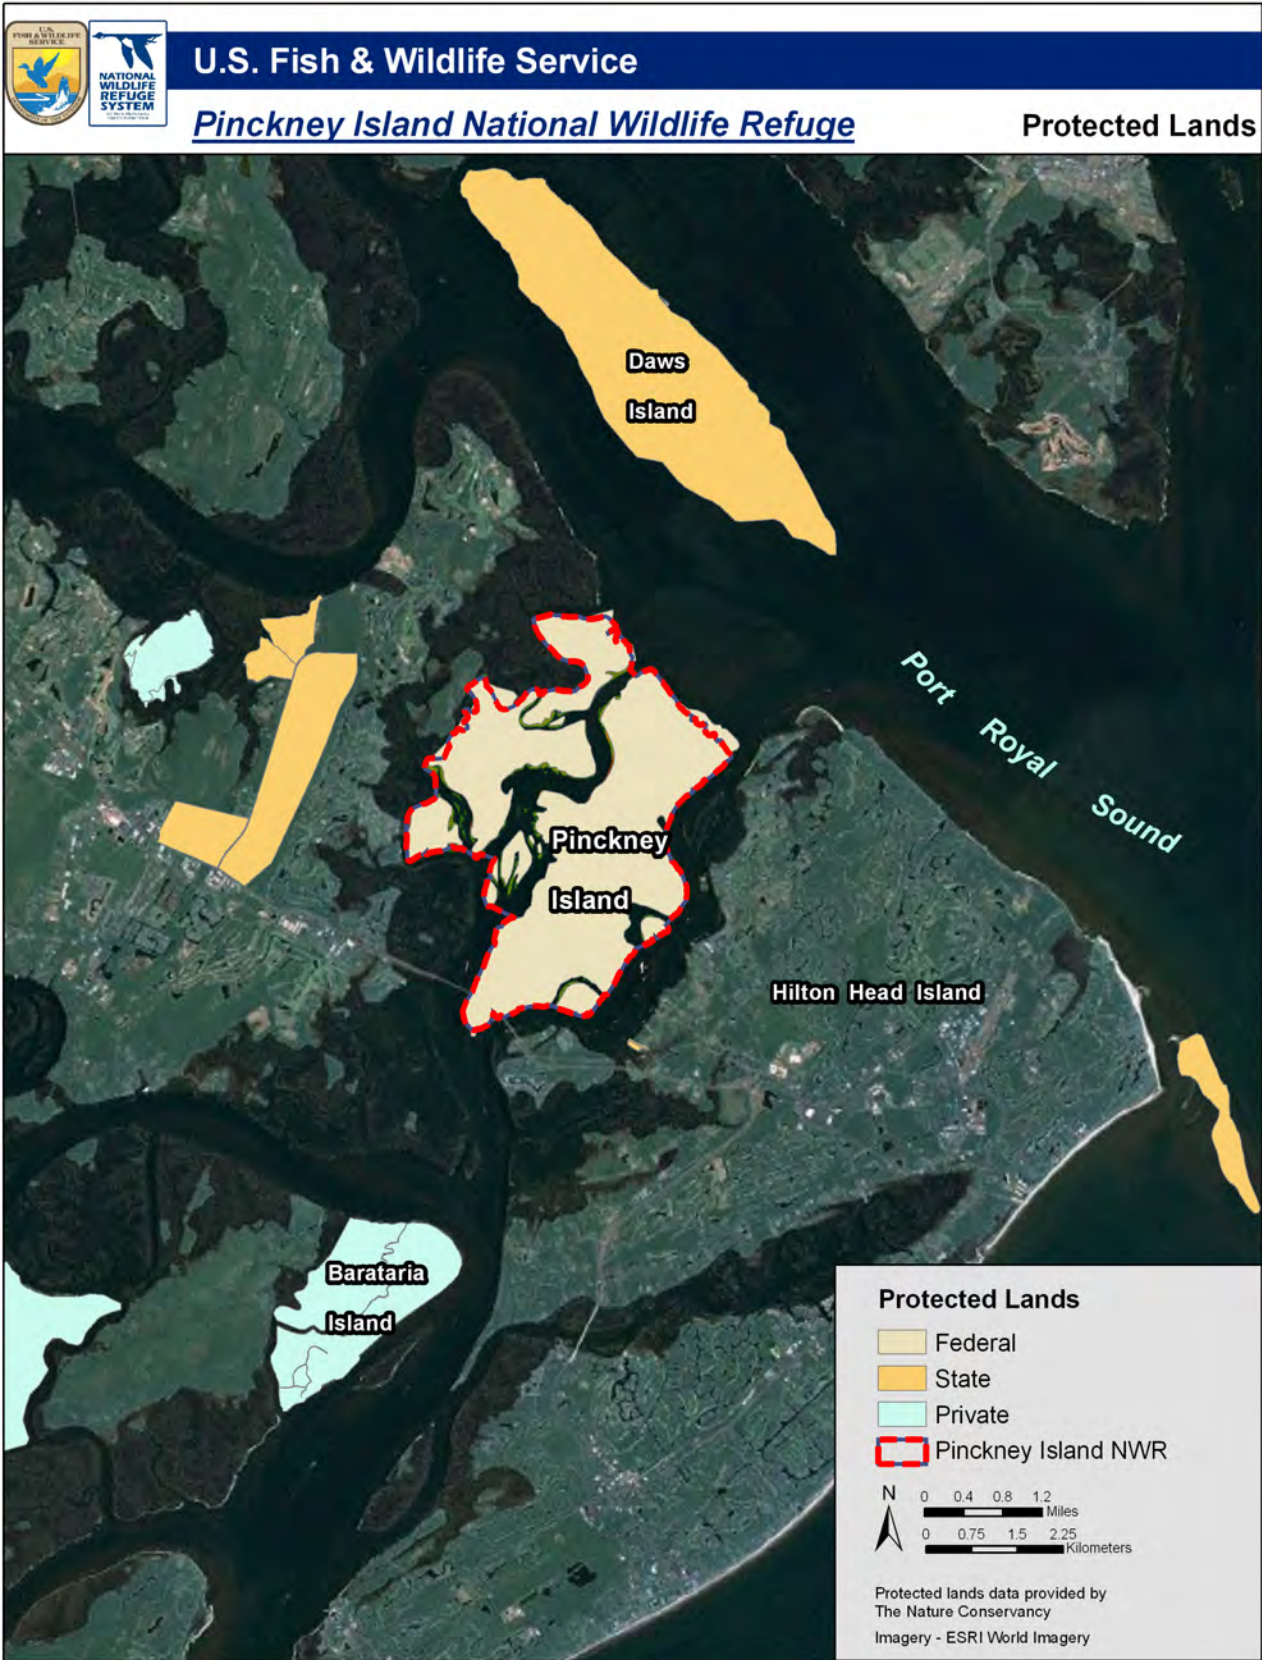 U.S.
FISH & WILDLIFE
SERVICE
NATIONAL
WILDLIFE
REFUGE
SYSTEM
U.S. Fish & Wildlife Service
Pinckney Island National Wildlife Refuge
Protected Lands
Daws
Island
Port Royal Sound
Pinckney
Island
Hilton Head Island
Barataria
Island
Protected Lands
Federal
State
Private
Pinckney Island NWR
N
0 0.4 0.8 1.2
Miles
0 0.75 1.5 2.25
Kilometers
Protected lands data provided by
The Nature Conservancy
Imagery - ESRI World Imagery